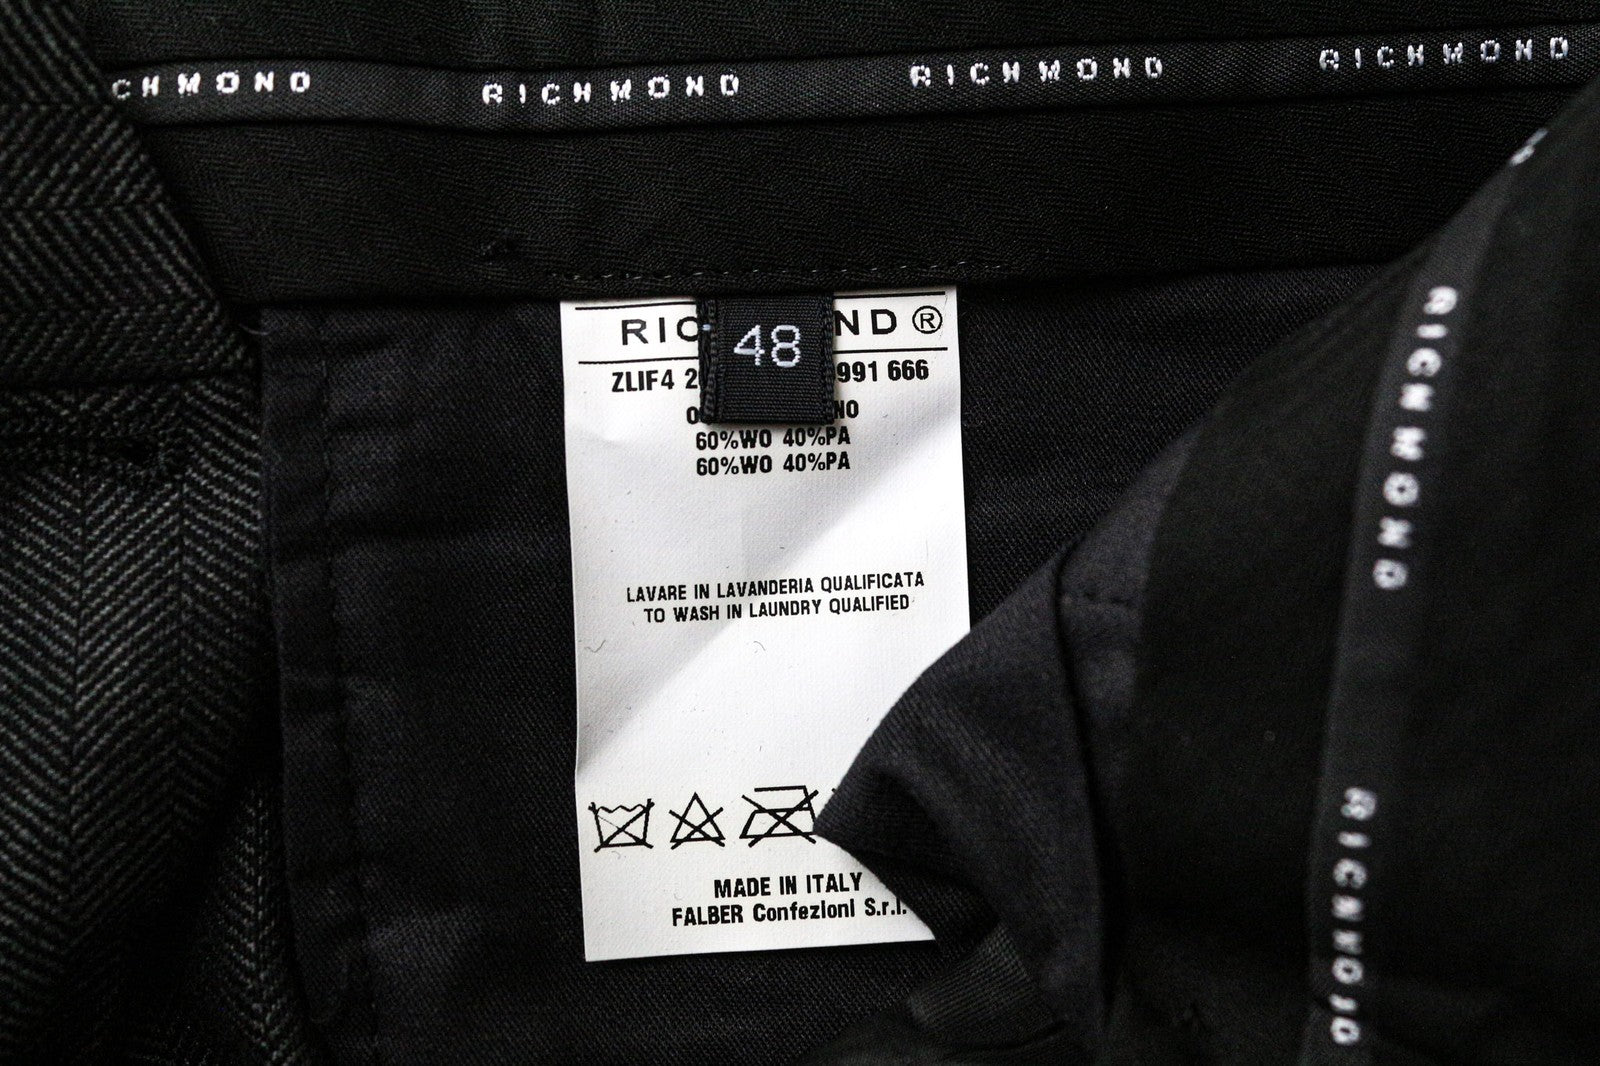 RICHMOND RICHMOND RICHMOND
48
ZLIF4 991 666
60%WO 40%PA
60%WO 40%PA
LAVARE IN LAVANDERIA QUALIFICATA
TO WASH IN LAUNDRY QUALIFIED
MADE IN ITALY
FALBER Confezioni S.r.l.
RICHMOND
RICHMOND